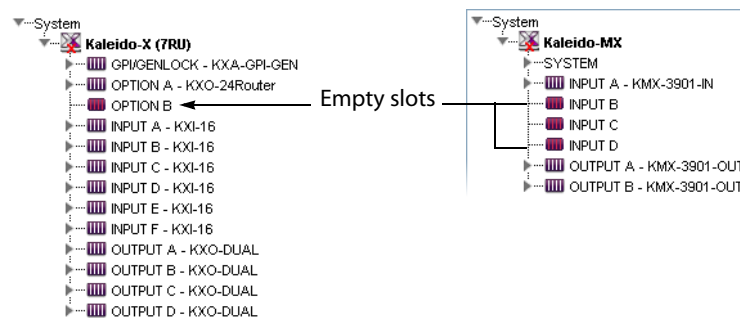 System
Kaleido-X (7RU)
GPI/GENLOCK - KXA-GPI-GEN
OPTION A - KXO-24Router
OPTION B
INPUT A - KXI-16
INPUT B - KXI-16
INPUT C - KXI-16
INPUT D - KXI-16
INPUT E - KXI-16
INPUT F - KXI-16
OUTPUT A - KXO-DUAL
OUTPUT B - KXO-DUAL
OUTPUT C - KXO-DUAL
OUTPUT D - KXO-DUAL
Empty slots
System
Kaleido-MX
SYSTEM
INPUT A - KMX-3901-IN
INPUT B
INPUT C
INPUT D
OUTPUT A - KMX-3901-OUT
OUTPUT B - KMX-3901-OUT